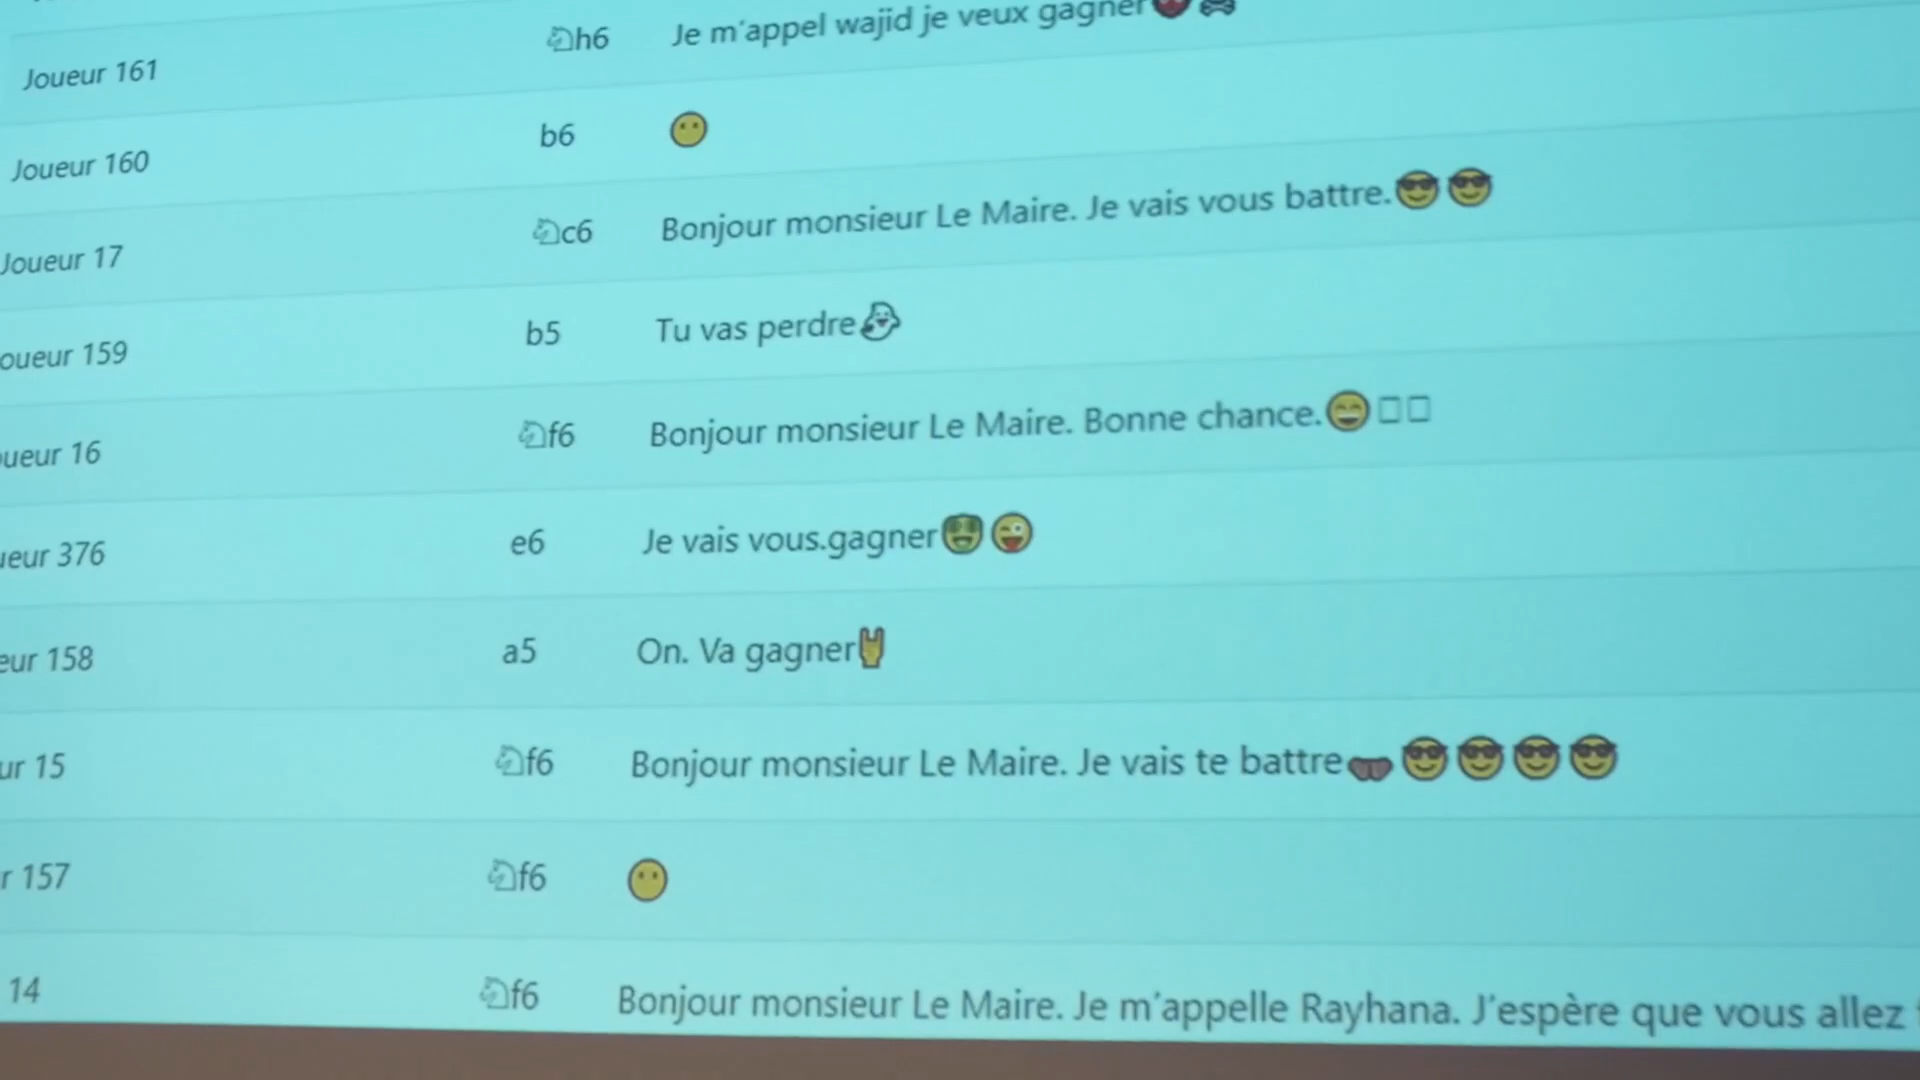 Joueur 161 ♘h6 Je m'appel wajid je veux gagner
Joueur 160 b6 😶
Joueur 17 ♘c6 Bonjour monsieur Le Maire. Je vais vous battre.😎😎
oueur 159 b5 Tu vas perdre👻
ueur 16 ♘f6 Bonjour monsieur Le Maire. Bonne chance.😄
ueur 376 e6 Je vais vous.gagner🤑😜
eur 158 a5 On. Va gagner🤘
ur 15 ♘f6 Bonjour monsieur Le Maire. Je vais te battre😎😎😎😎
r 157 ♘f6 😶
14 ♘f6 Bonjour monsieur Le Maire. Je m'appelle Rayhana. J'espère que vous allez